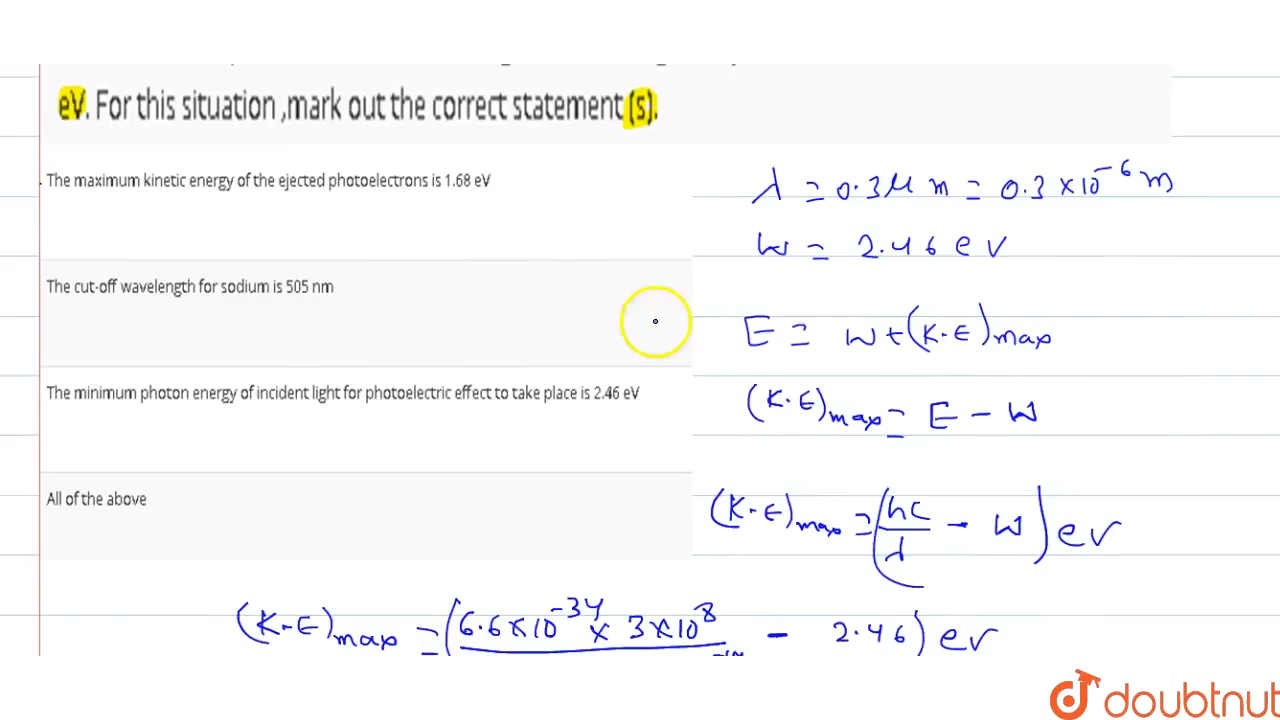 eV. For this situation ,mark out the correct statement (s).
The maximum kinetic energy of the ejected photoelectrons is 1.68 eV
λ = 0.3 μ m = 0.3 × 10⁻⁶ m
W = 2.46 eV
The cut-off wavelength for sodium is 505 nm
E = W + (K.E)max
The minimum photon energy of incident light for photoelectric effect to take place is 2.46 eV
(K.E)max = E - W
All of the above
(K.E)max = (hc/λ - W) eV
(K.E)max = (6.6 × 10⁻³⁴ × 3 × 10⁸ - 2.46) eV
doubtnut